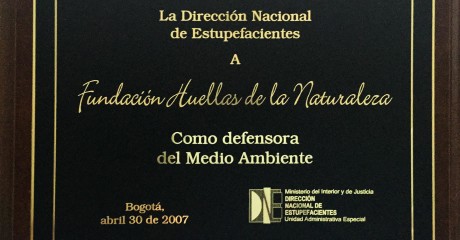 La Dirección Nacional
de Estupefacientes
A
Fundación Huellas de la Naturaleza
Como defensora
del Medio Ambiente
Bogotá,
abril 30 de 2007
DNE
Ministerio del Interior y de Justicia
DIRECCIÓN
NACIONAL DE
ESTUPEFACIENTES
Unidad Administrativa Especial